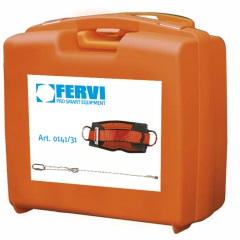 FERVI
PRO SMART EQUIPMENT
Art. 0141/31